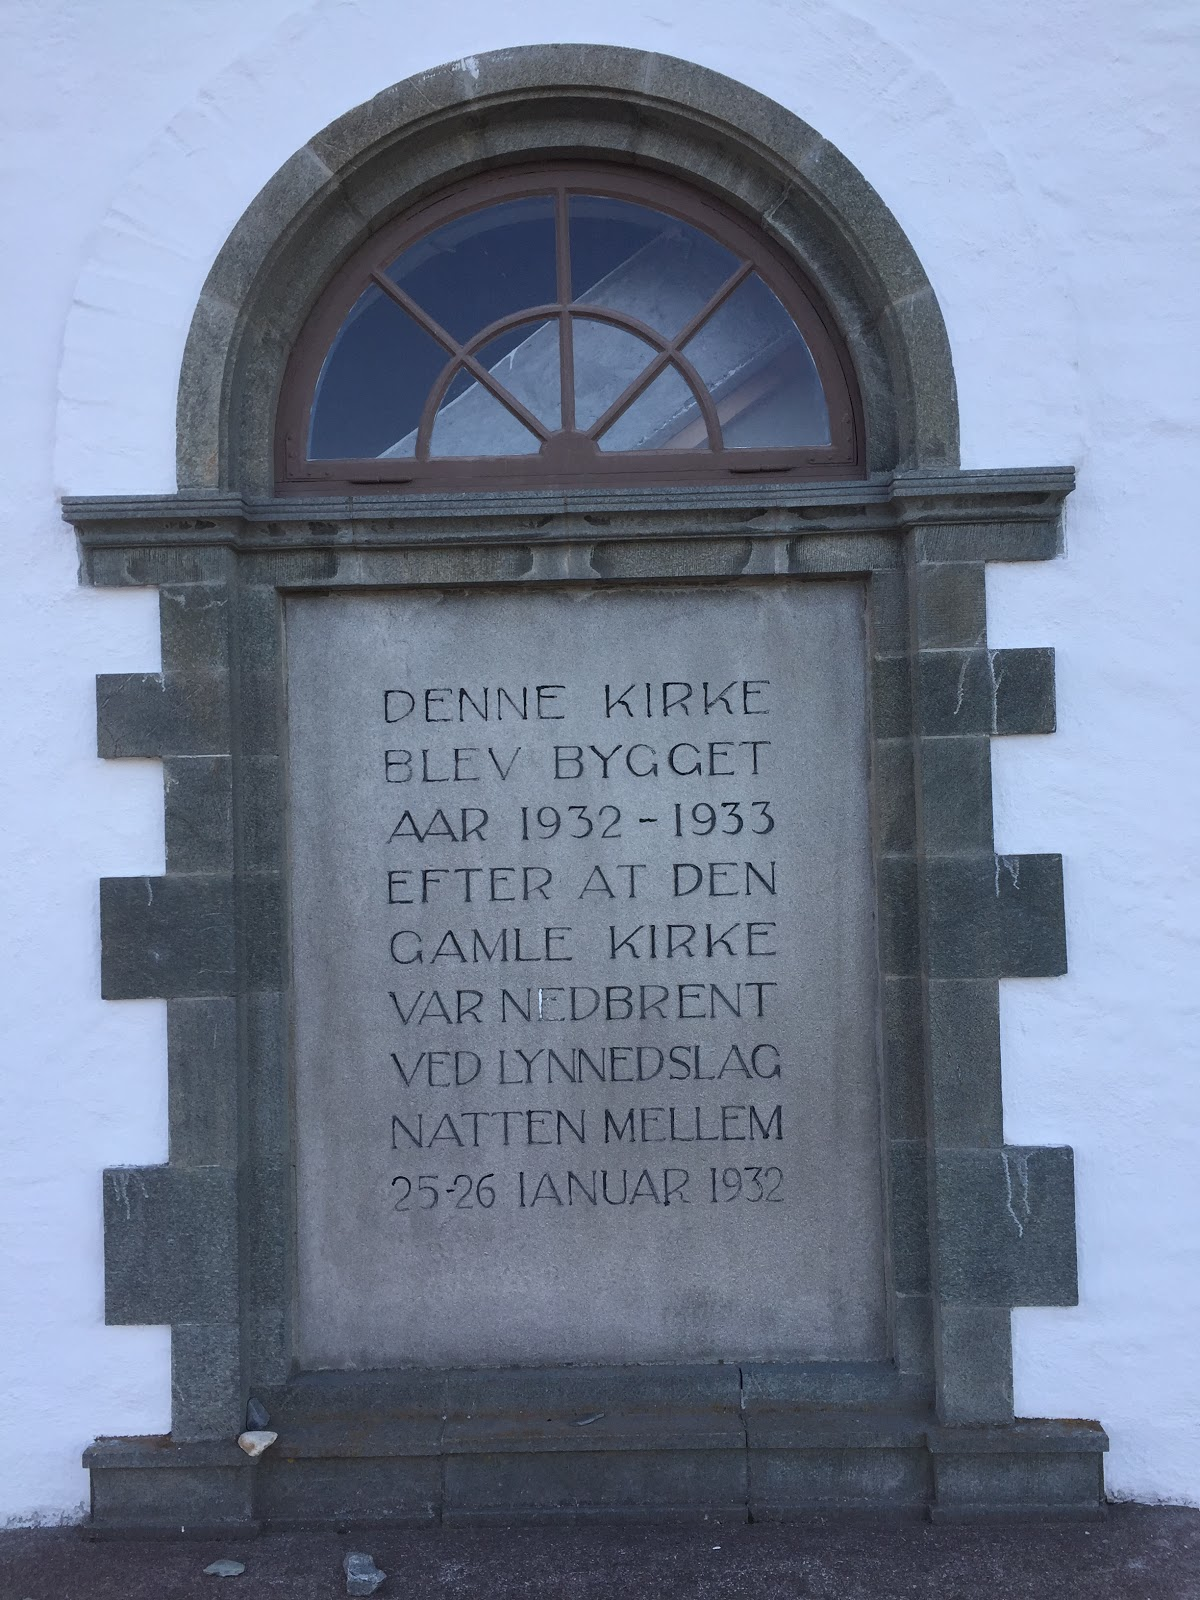 DENNE KIRKE
BLEV BYGGET
AAR 1932-1933
EFTER AT DEN
GAMLE KIRKE
VAR NEDBRENT
VED LYNNEDSLAG
NATTEN MELLEM
25-26 IANUAR 1932